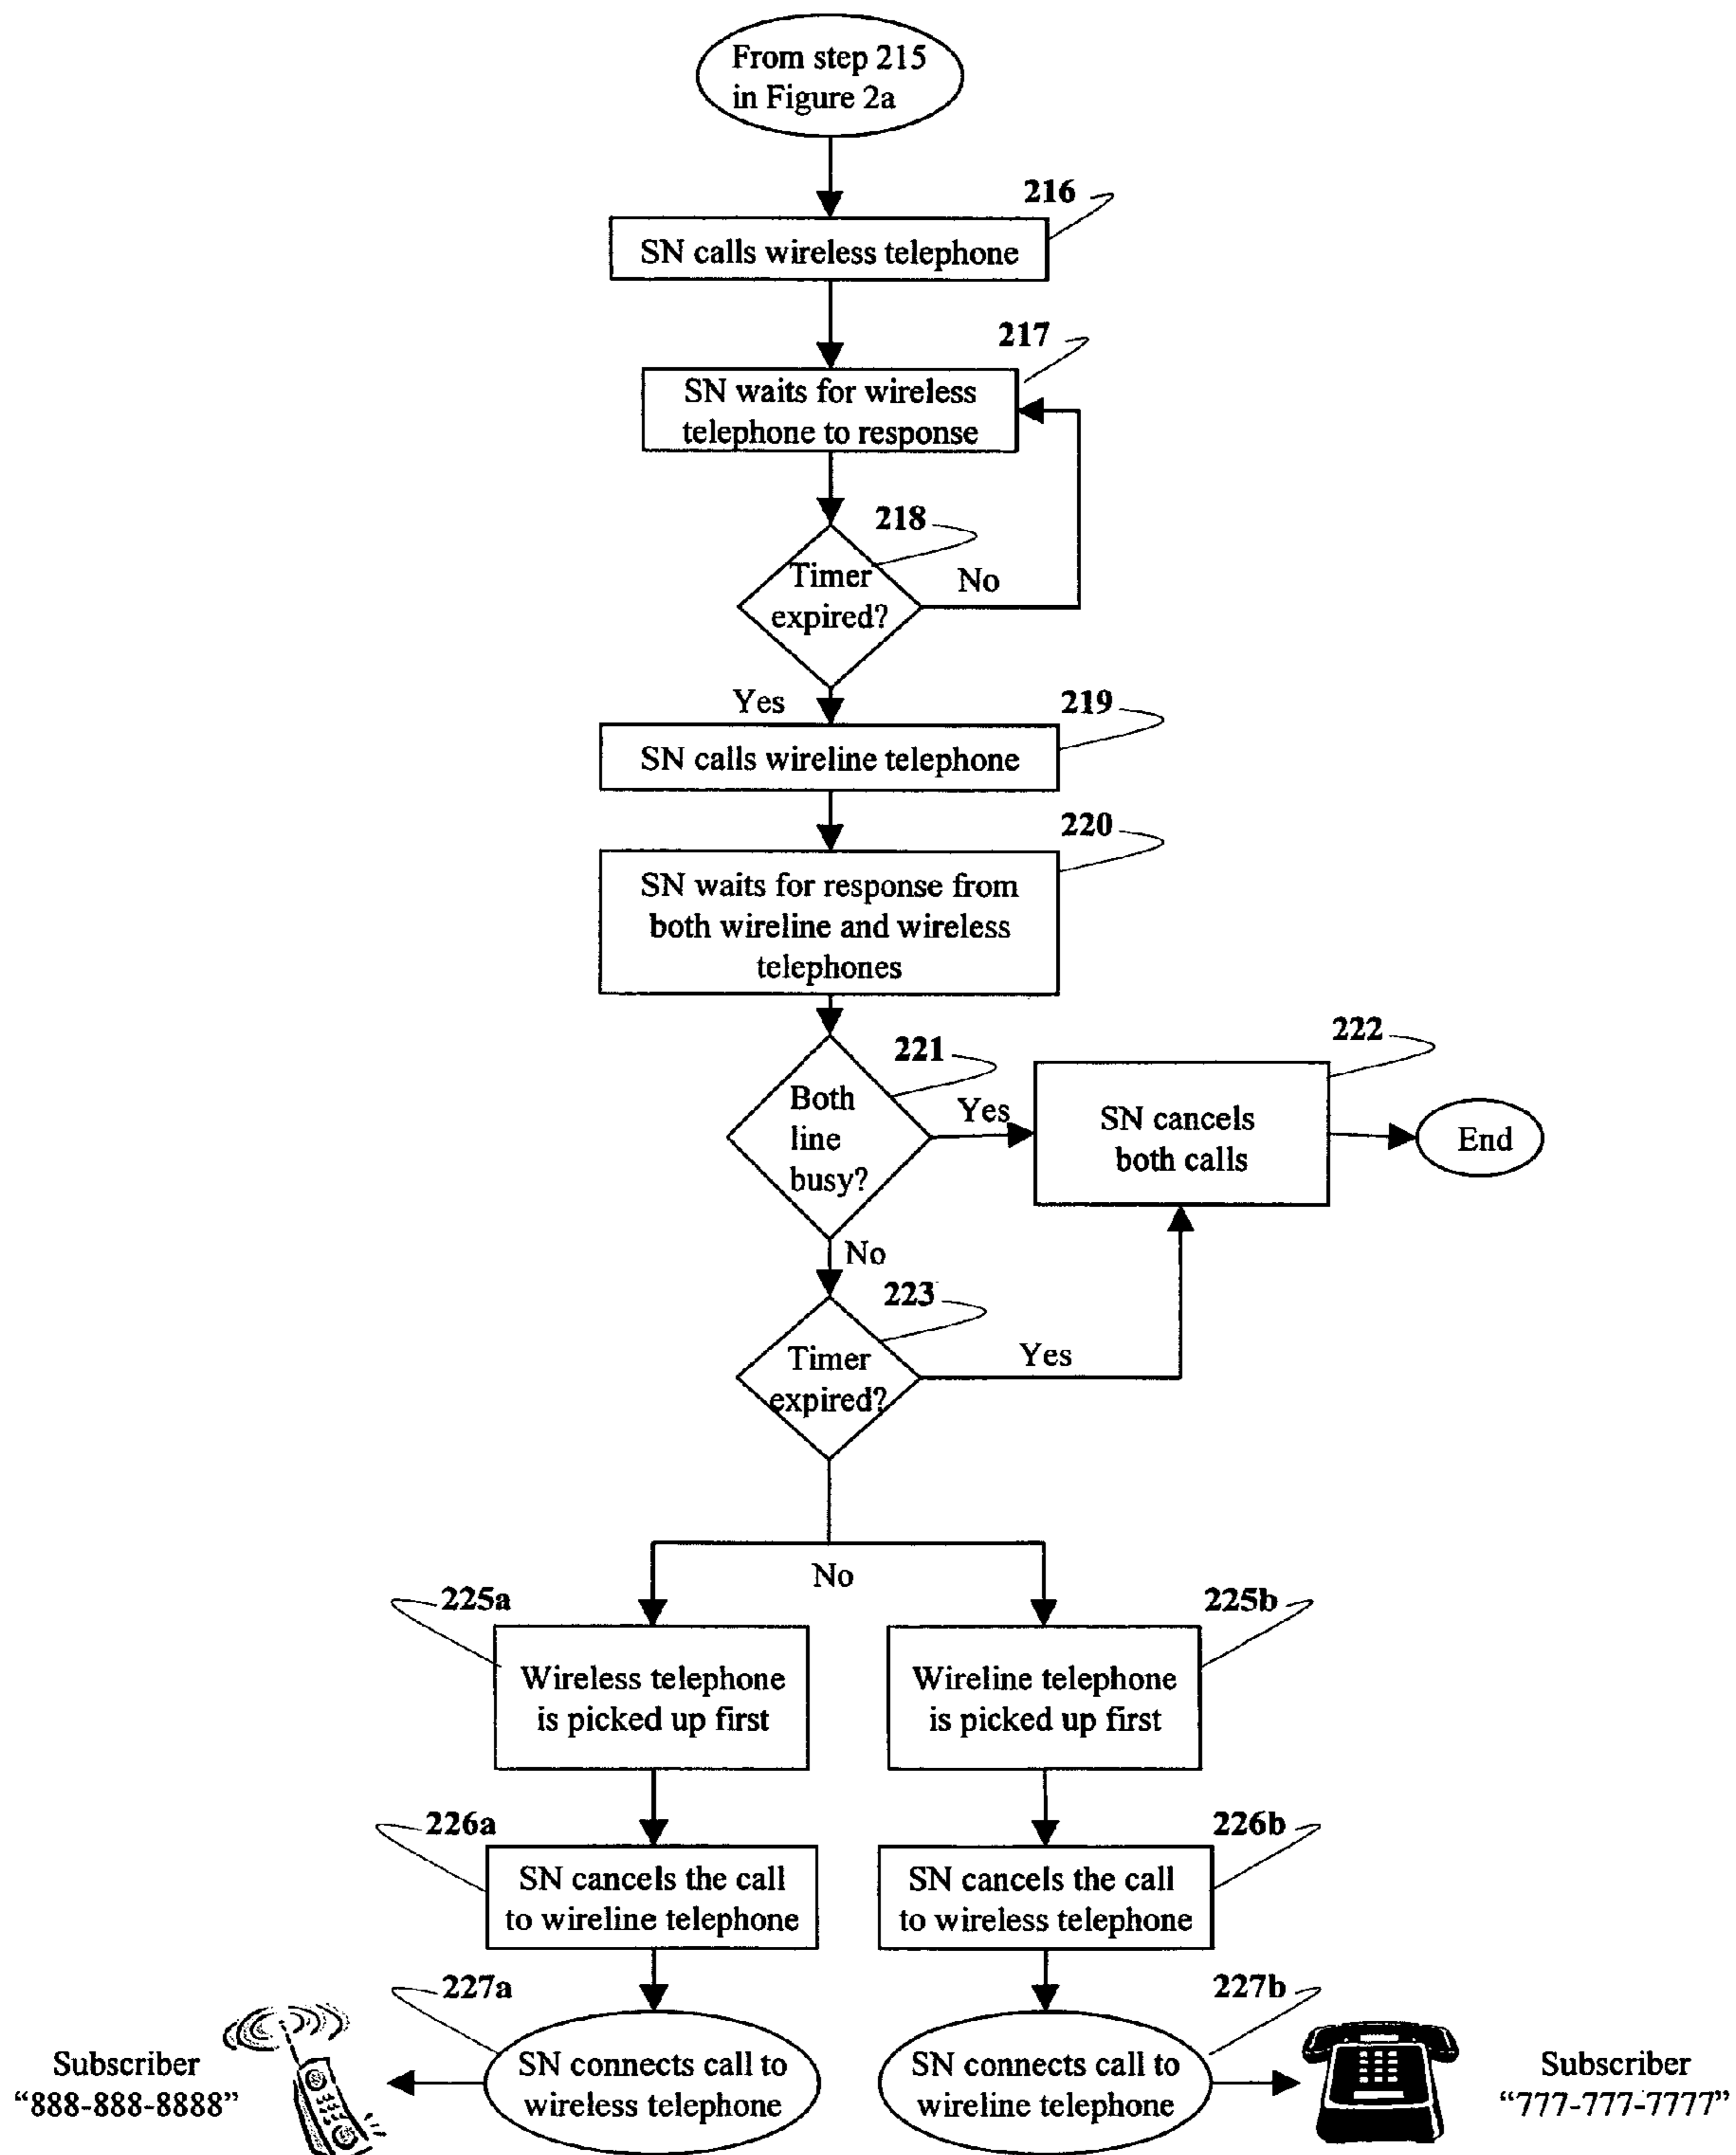 From step 215
in Figure 2a
216
SN calls wireless telephone
217
SN waits for wireless
telephone to response
218
Timer
expired?
No
Yes
219
SN calls wireline telephone
220
SN waits for response from
both wireline and wireless
telephones
221
Both
line
busy?
Yes
222
SN cancels
both calls
End
No
223
Timer
expired?
Yes
No
225a
Wireless telephone
is picked up first
225b
Wireline telephone
is picked up first
226a
SN cancels the call
to wireline telephone
226b
SN cancels the call
to wireless telephone
227a
SN connects call to
wireless telephone
227b
SN connects call to
wireline telephone
Subscriber
“888-888-8888”
Subscriber
“777-777-7777”